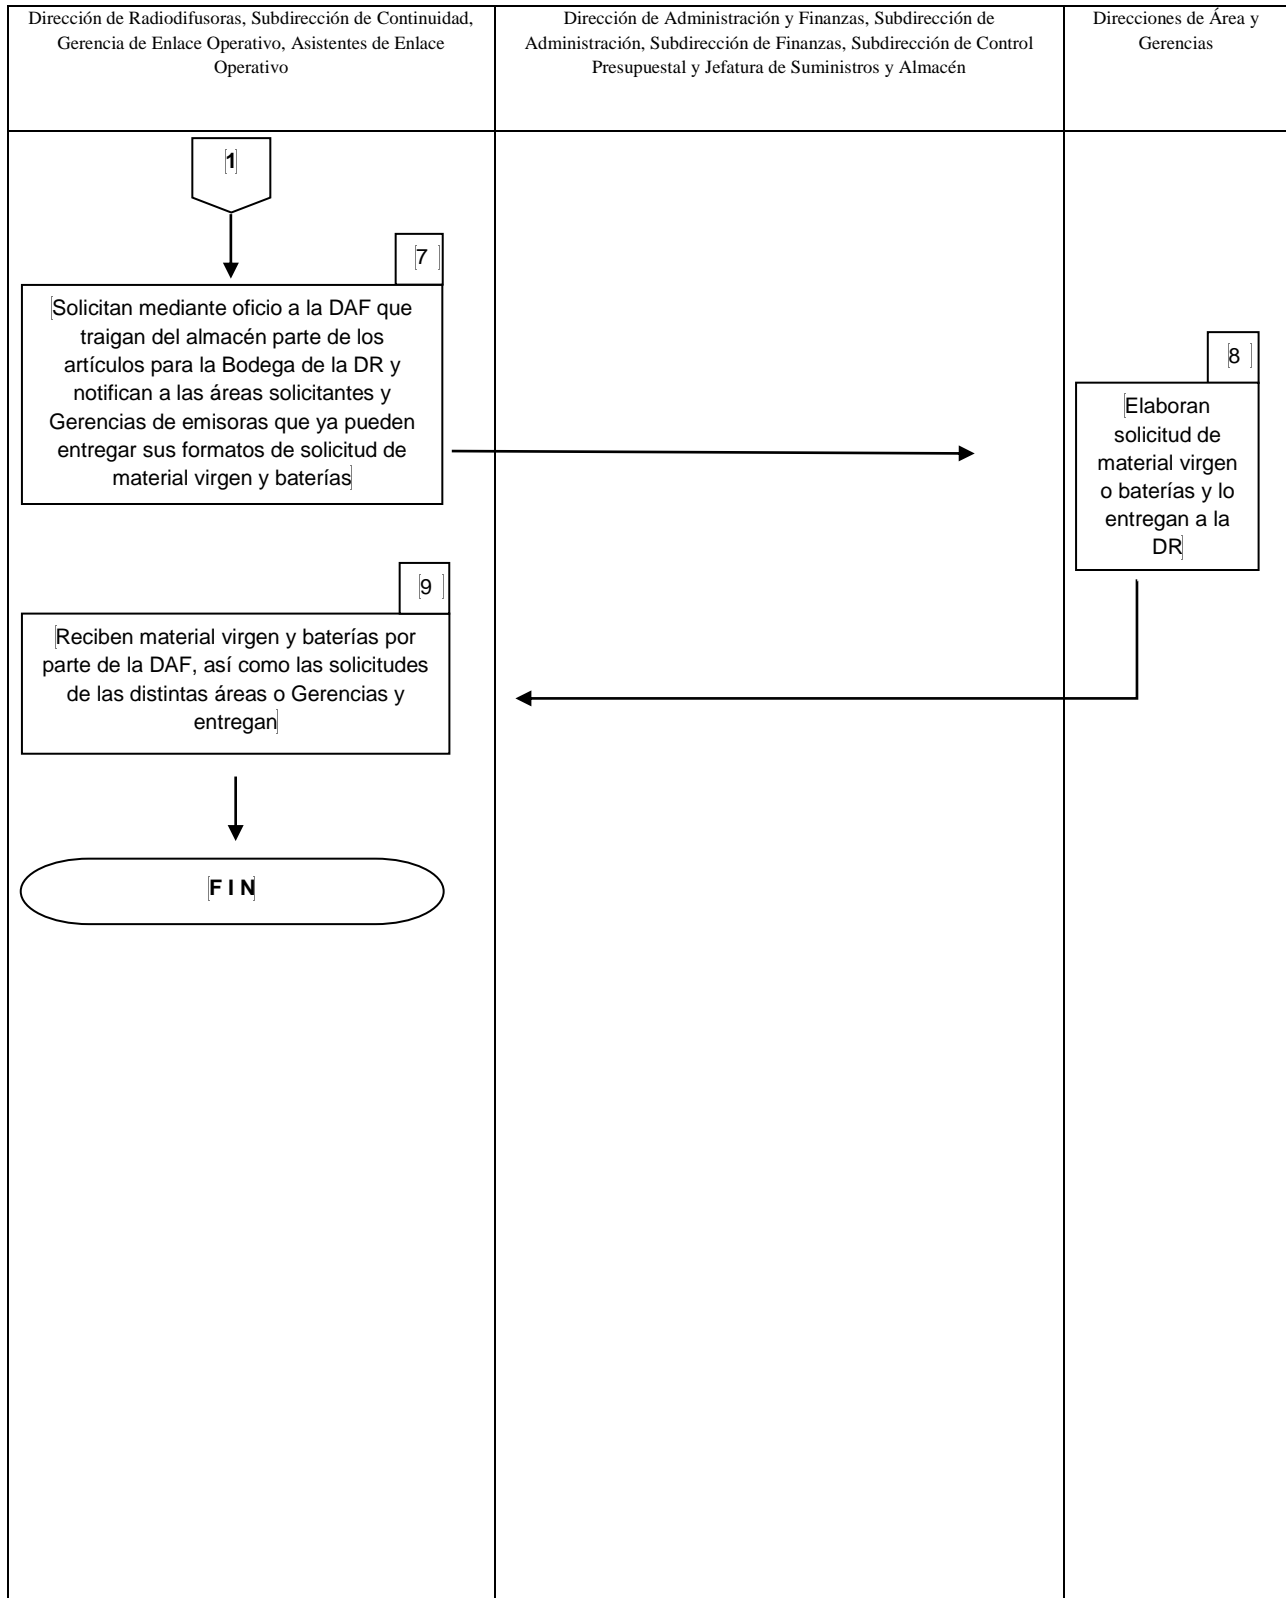 Dirección de Radiodifusoras, Subdirección de Continuidad,
Gerencia de Enlace Operativo, Asistentes de Enlace
Operativo
Dirección de Administración y Finanzas, Subdirección de
Administración, Subdirección de Finanzas, Subdirección de Control
Presupuestal y Jefatura de Suministros y Almacén
Direcciones de Área y
Gerencias
1
7
Solicitan mediante oficio a la DAF que
traigan del almacén parte de los
artículos para la Bodega de la DR y
notifican a las áreas solicitantes y
Gerencias de emisoras que ya pueden
entregar sus formatos de solicitud de
material virgen y baterías
8
Elaboran
solicitud de
material virgen
o baterías y lo
entregan a la
DR
9
Reciben material virgen y baterías por
parte de la DAF, así como las solicitudes
de las distintas áreas o Gerencias y
entregan
F I N